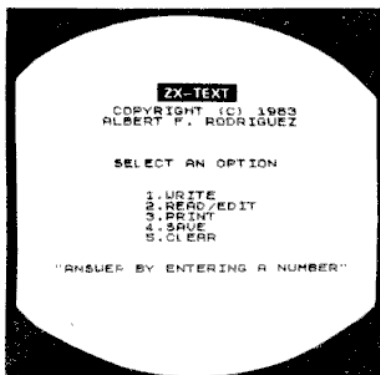 ZX-TEXT
COPYRIGHT (C) 1983
ALBERT F. RODRIGUEZ
SELECT AN OPTION
1.WRITE
2.READ/EDIT
3.PRINT
4.SAVE
5.CLEAR
"ANSWER BY ENTERING A NUMBER"